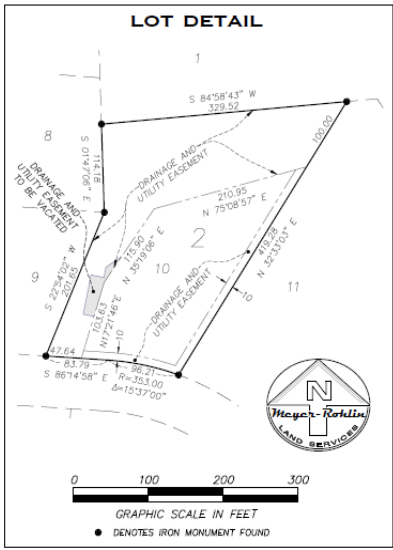 LOT DETAIL
1
S 84°58'43" W
329.52
100.00
8
S 01°47'06" E
114.18
DRAINAGE AND
UTILITY EASEMENT
DRAINAGE AND
UTILITY EASEMENT
TO BE VACATED
210.95
N 75°08'57" E
2
419.28
N 32°33'03" E
115.90
N 35°19'06" E
10
11
9
S 22°54'02" W
201.65
DRAINAGE AND
UTILITY EASEMENT
10
103.63
N17°21'46"E
10
47.64
83.79
S 86°14'58" E
96.21
R=353.00
Δ=15°37'00"
N
Meyer-Rohlin
LAND SERVICES
0 100 200 300
GRAPHIC SCALE IN FEET
DENOTES IRON MONUMENT FOUND